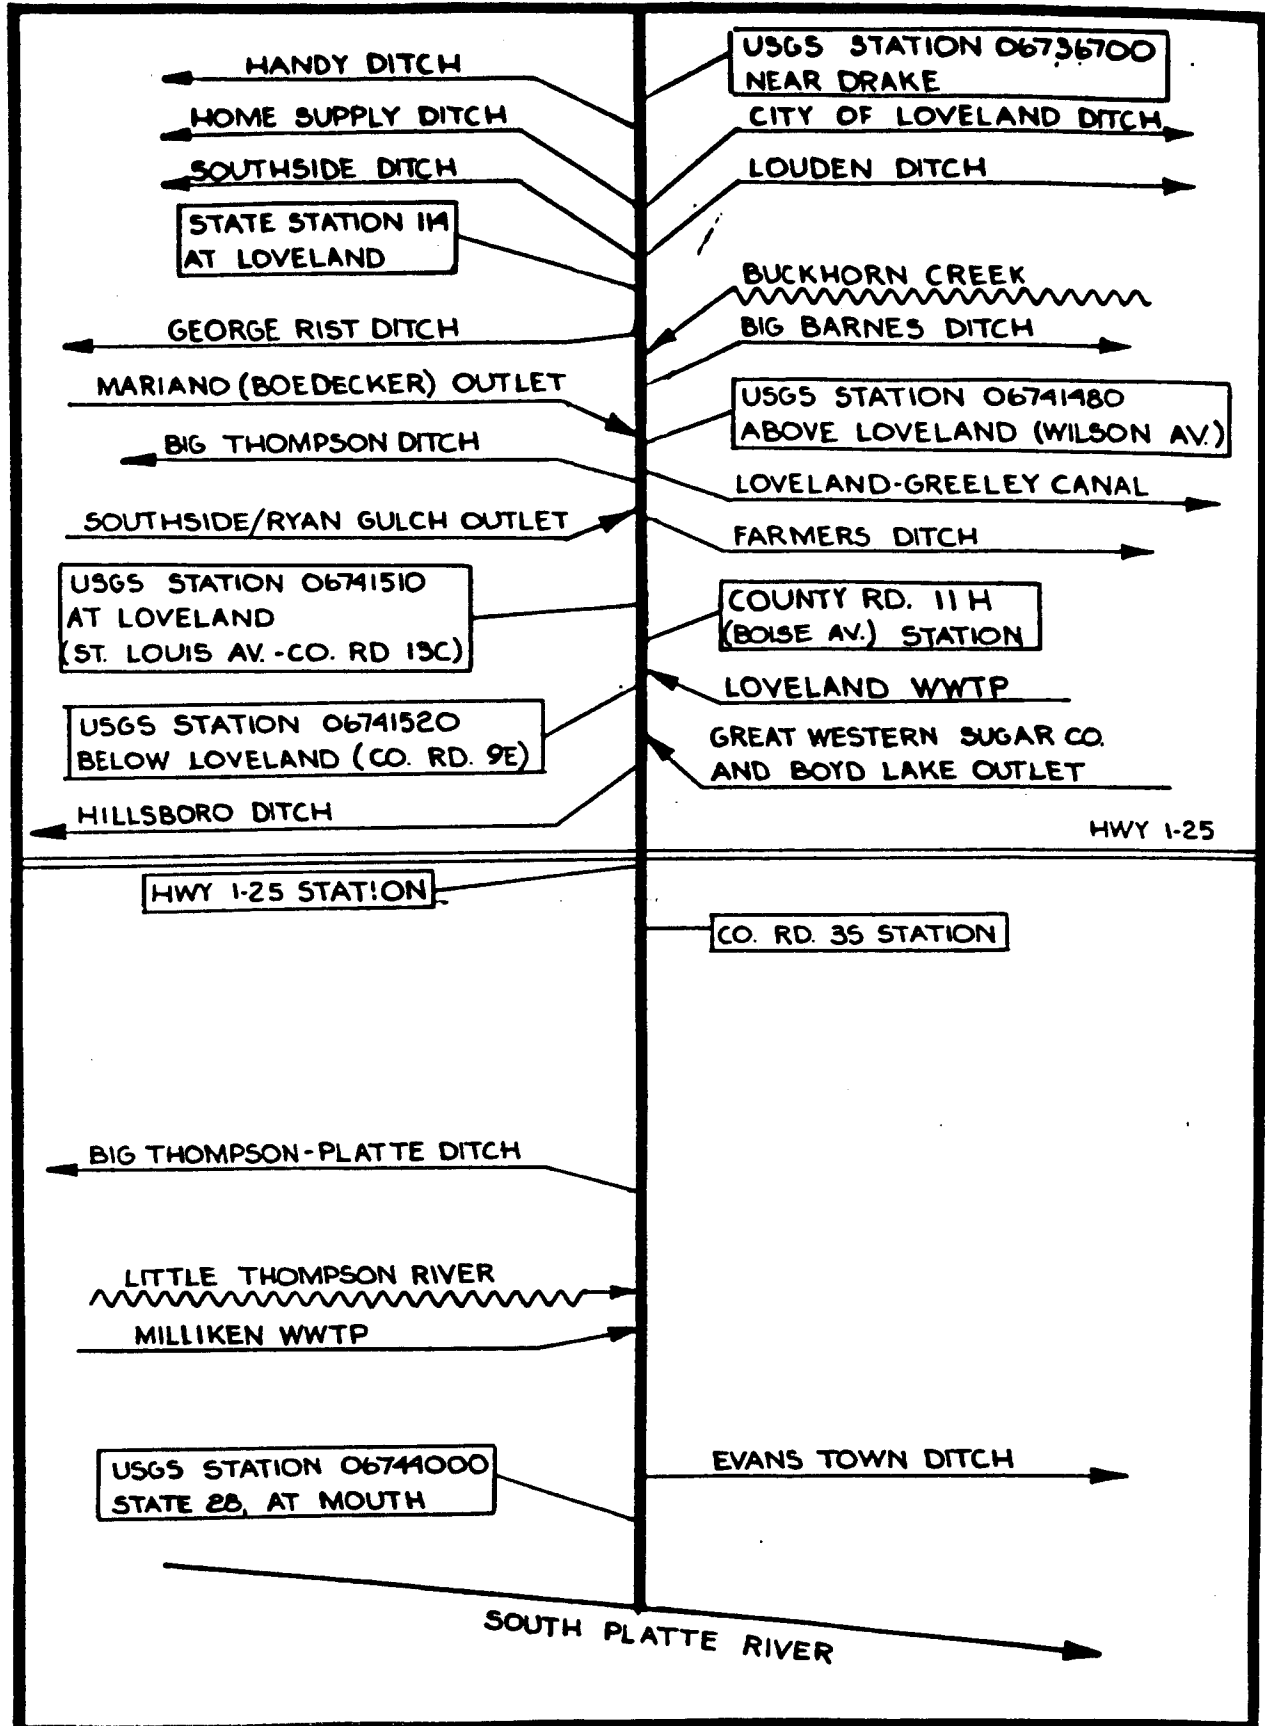 HANDY DITCH
USGS STATION 06736700
NEAR DRAKE
HOME SUPPLY DITCH
CITY OF LOVELAND DITCH
SOUTHSIDE DITCH
LOUDEN DITCH
STATE STATION 114
AT LOVELAND
BUCKHORN CREEK
GEORGE RIST DITCH
BIG BARNES DITCH
MARIANO (BOEDECKER) OUTLET
USGS STATION 06741480
ABOVE LOVELAND (WILSON AV.)
BIG THOMPSON DITCH
LOVELAND-GREELEY CANAL
SOUTHSIDE/RYAN GULCH OUTLET
FARMERS DITCH
USGS STATION 06741510
AT LOVELAND
(ST. LOUIS AV. - CO. RD 13C)
COUNTY RD. 11 H
(BOISE AV.) STATION
LOVELAND WWTP
USGS STATION 06741520
BELOW LOVELAND (CO. RD. 9E)
GREAT WESTERN SUGAR CO.
AND BOYD LAKE OUTLET
HILLSBORO DITCH
HWY I-25
HWY I-25 STATION
CO. RD. 35 STATION
BIG THOMPSON-PLATTE DITCH
LITTLE THOMPSON RIVER
MILLIKEN WWTP
USGS STATION 06744000
STATE 28, AT MOUTH
EVANS TOWN DITCH
SOUTH PLATTE RIVER